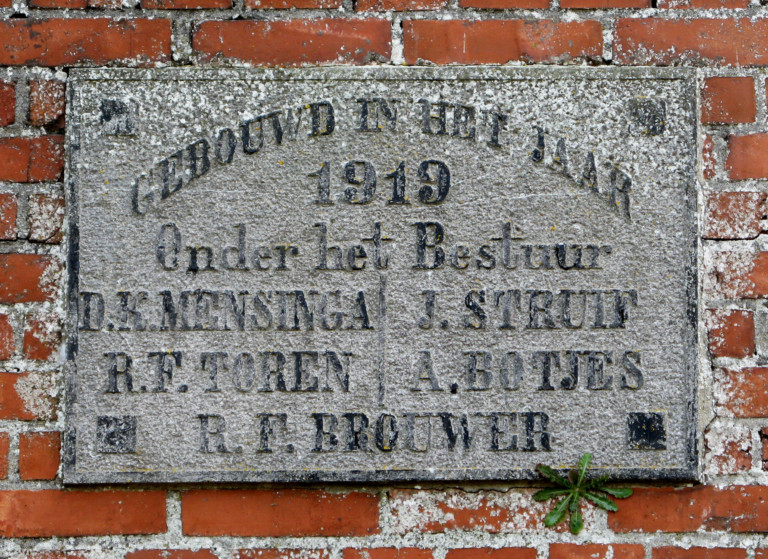 GEBOUWD IN HET JAAR
1919
Onder het Bestuur
D.K. MENSINGA J. STRUIF
R.F. TOREN A. BOTJES
R. F. BROUWER